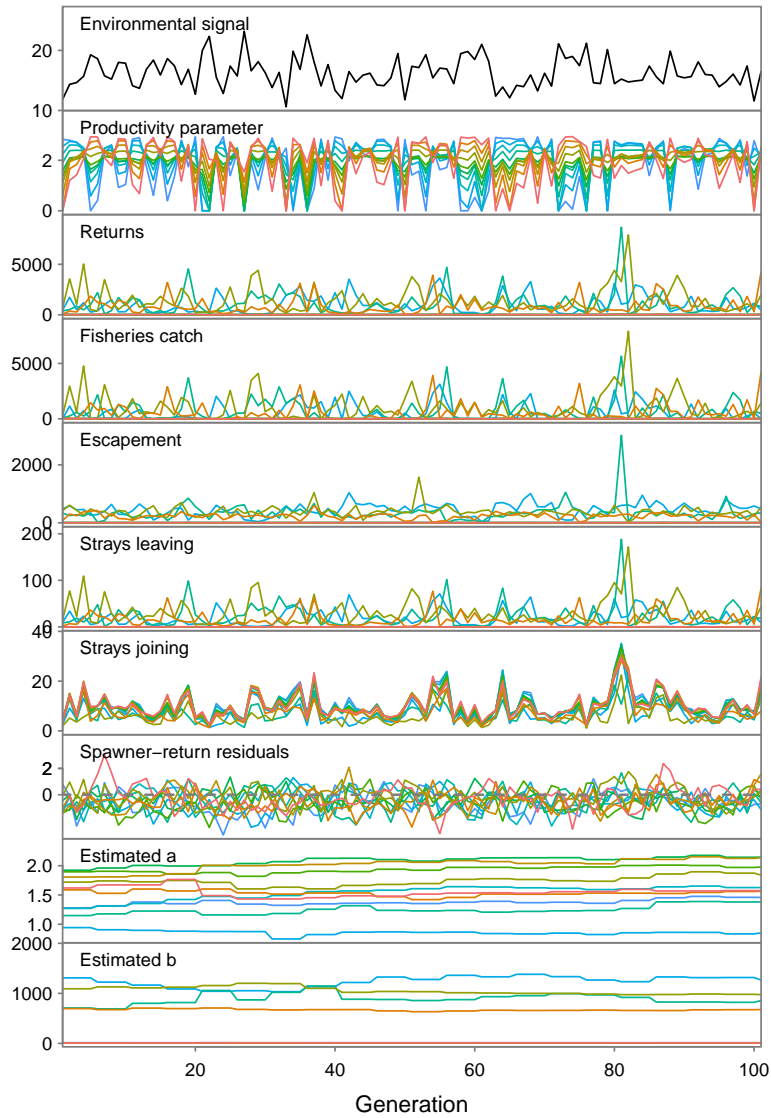 Environmental signal
20
10
Productivity parameter
2
0
Returns
5000
0
Fisheries catch
5000
0
Escapement
2000
0
Strays leaving
200
100
0
Strays joining
40
20
0
Spawner−return residuals
2
0
Estimated a
2.0
1.5
1.0
Estimated b
2000
1000
0
20 40 60 80 100
Generation